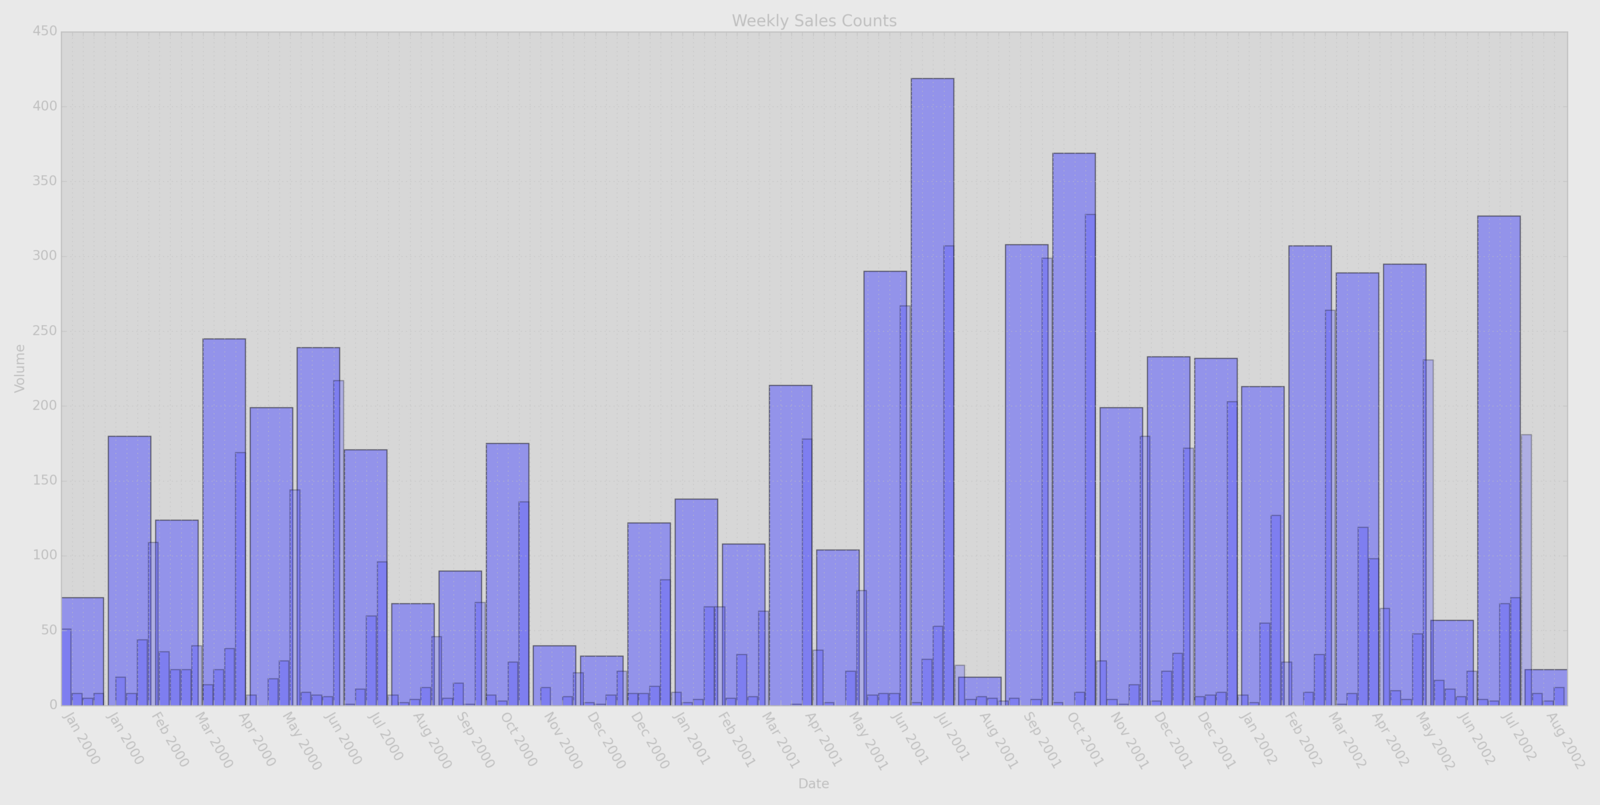 Weekly Sales Counts
450
400
350
300
250
200
150
100
50
0
Volume
Jan 2000
Jan 2000
Feb 2000
Mar 2000
Apr 2000
May 2000
Jun 2000
Jul 2000
Aug 2000
Sep 2000
Oct 2000
Nov 2000
Dec 2000
Dec 2000
Jan 2001
Feb 2001
Mar 2001
Apr 2001
May 2001
Jun 2001
Jul 2001
Aug 2001
Sep 2001
Oct 2001
Nov 2001
Dec 2001
Dec 2001
Jan 2002
Feb 2002
Mar 2002
Apr 2002
May 2002
Jun 2002
Jul 2002
Aug 2002
Date